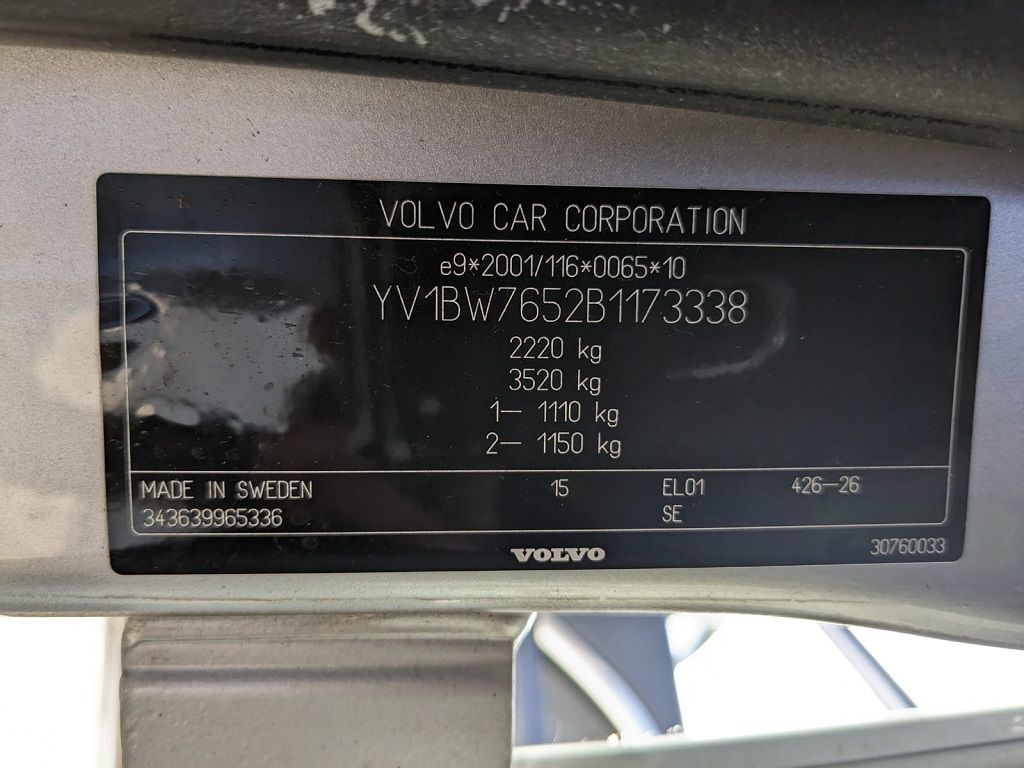 VOLVO CAR CORPORATION
e9*2001/116*0065*10
YV1BW7652B1173338
2220 kg
3520 kg
1– 1110 kg
2– 1150 kg
MADE IN SWEDEN 15 EL01 426–26
343639965336 SE
30760033
VOLVO